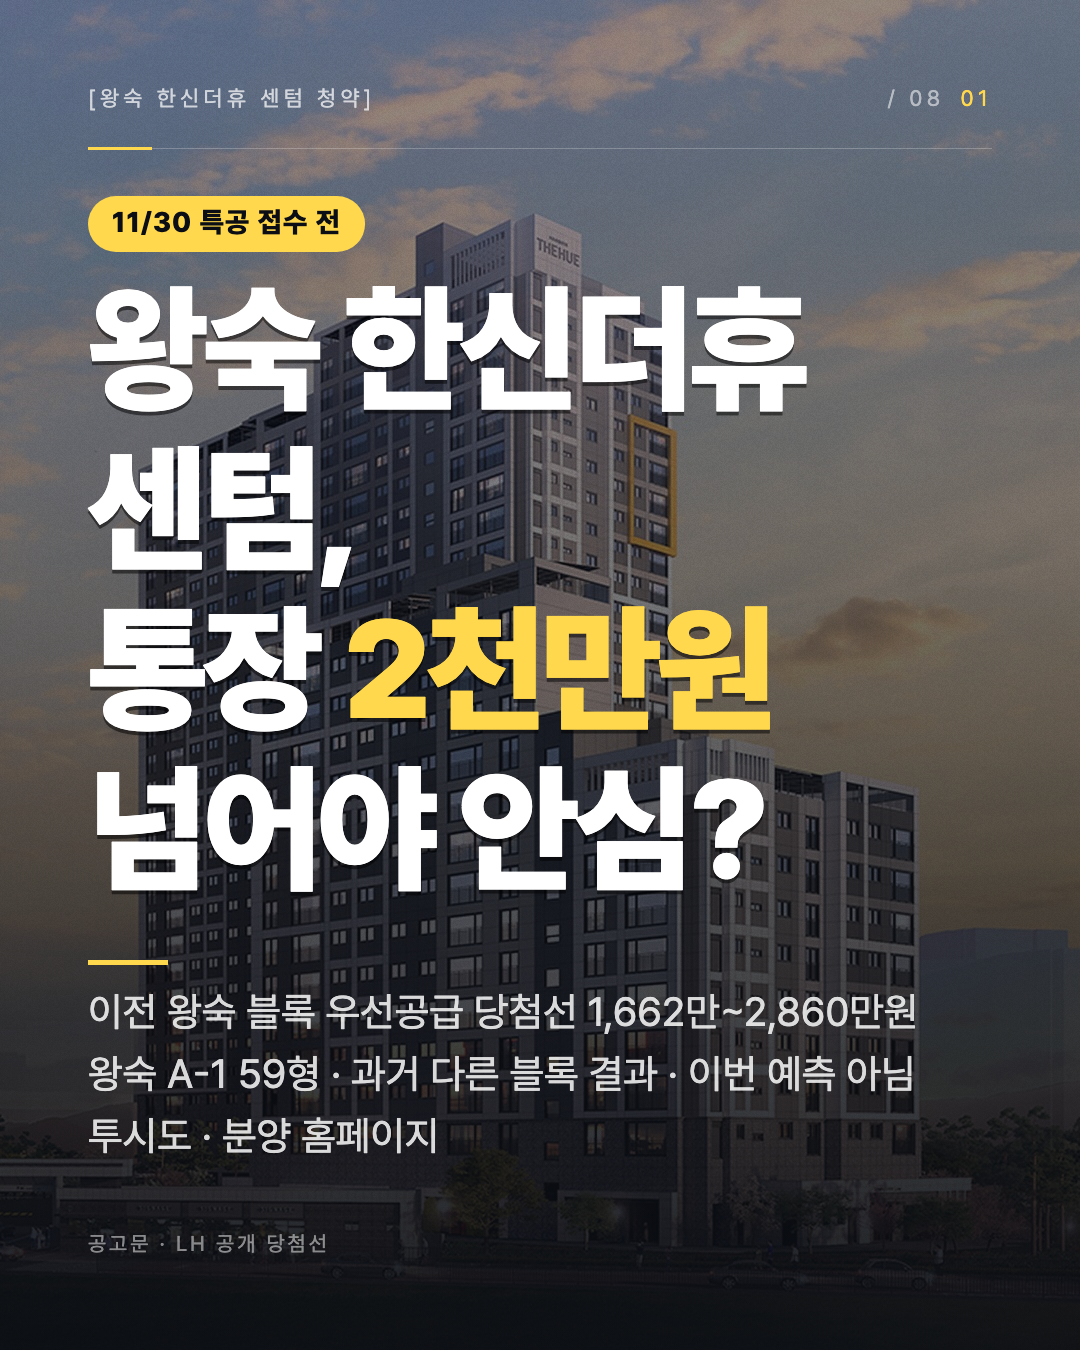 [왕숙 한신더휴 센텀 청약]
/ 08 01
11/30 특공 접수 전
THEHUE
왕숙 한신더휴
센텀,
통장 2천만원
넘어야 안심?
이전 왕숙 블록 우선공급 당첨선 1,662만~2,860만원
왕숙 A-1 59형 · 과거 다른 블록 결과 · 이번 예측 아님
투시도 · 분양 홈페이지
공고문 · LH 공개 당첨선